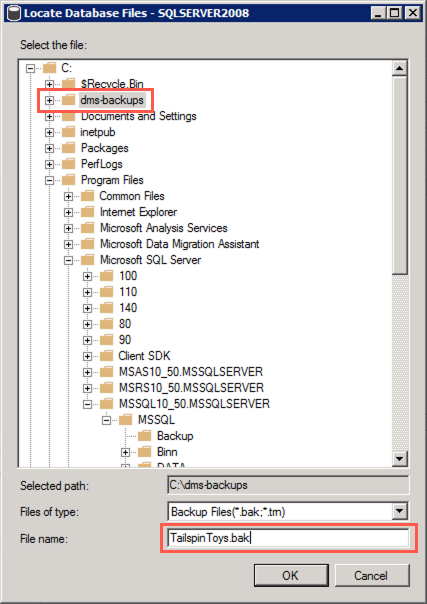 Locate Database Files - SQLSERVER2008
Select the file:
C:
$Recycle.Bin
dms-backups
Documents and Settings
inetpub
Packages
PerfLogs
Program Files
Common Files
Internet Explorer
Microsoft Analysis Services
Microsoft Data Migration Assistant
Microsoft SQL Server
100
110
140
80
90
Client SDK
MSAS10_50.MSSQLSERVER
MSRS10_50.MSSQLSERVER
MSSQL10_50.MSSQLSERVER
MSSQL
Backup
Binn
DATA
Selected path: C:\dms-backups
Files of type: Backup Files(*.bak;*.trn)
File name: TailspinToys.bak
OK Cancel